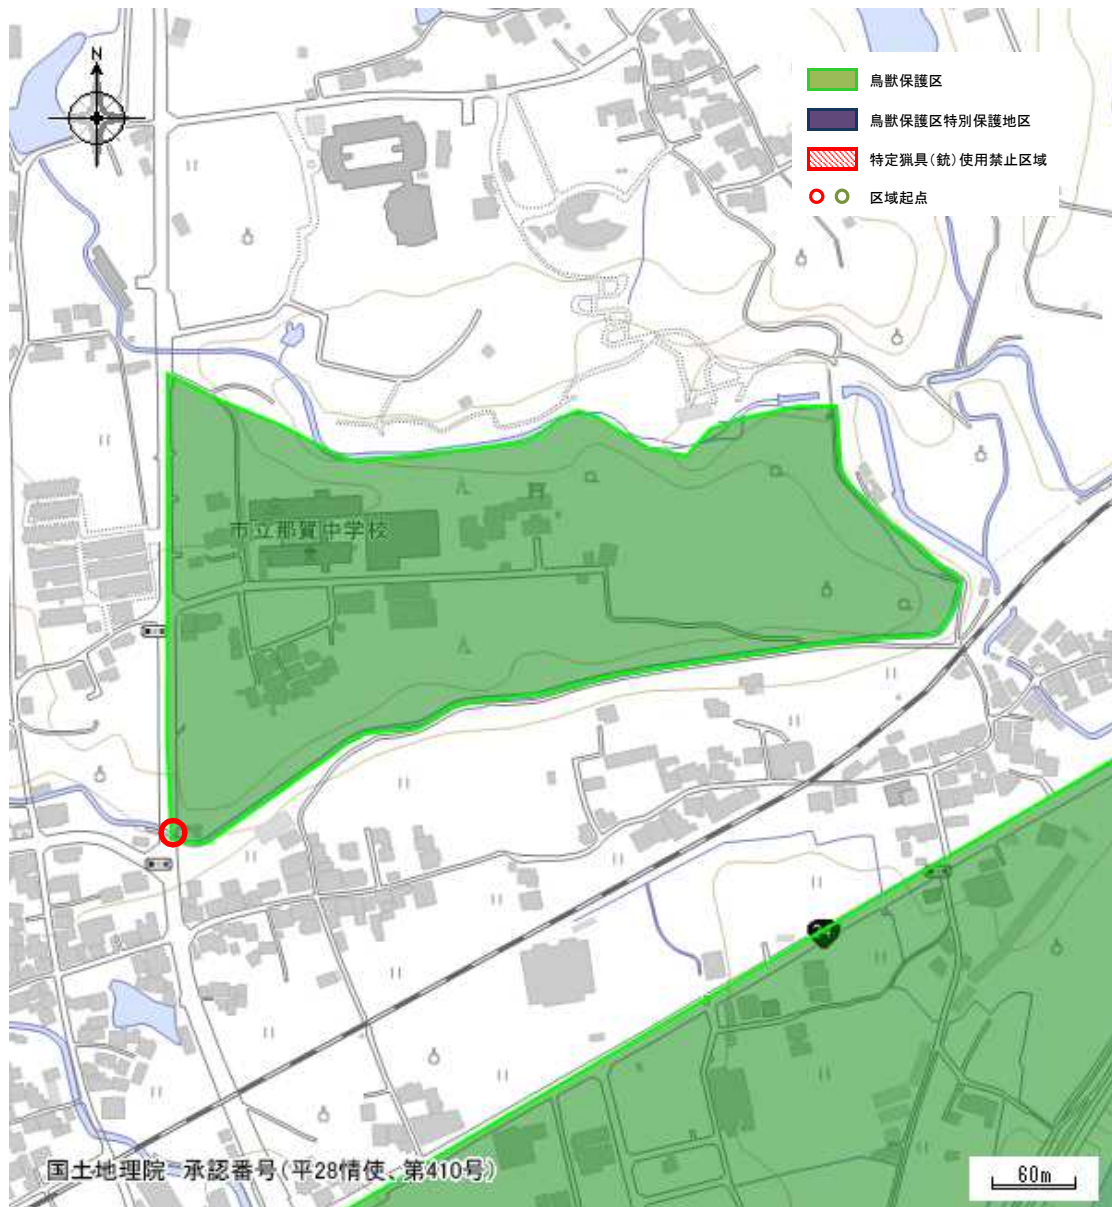 N
鳥獣保護区
鳥獣保護区特別保護地区
特定猟具(銃)使用禁止区域
区域起点
市立那賀中学校
国土地理院 承認番号(平28情使、第410号)
60m